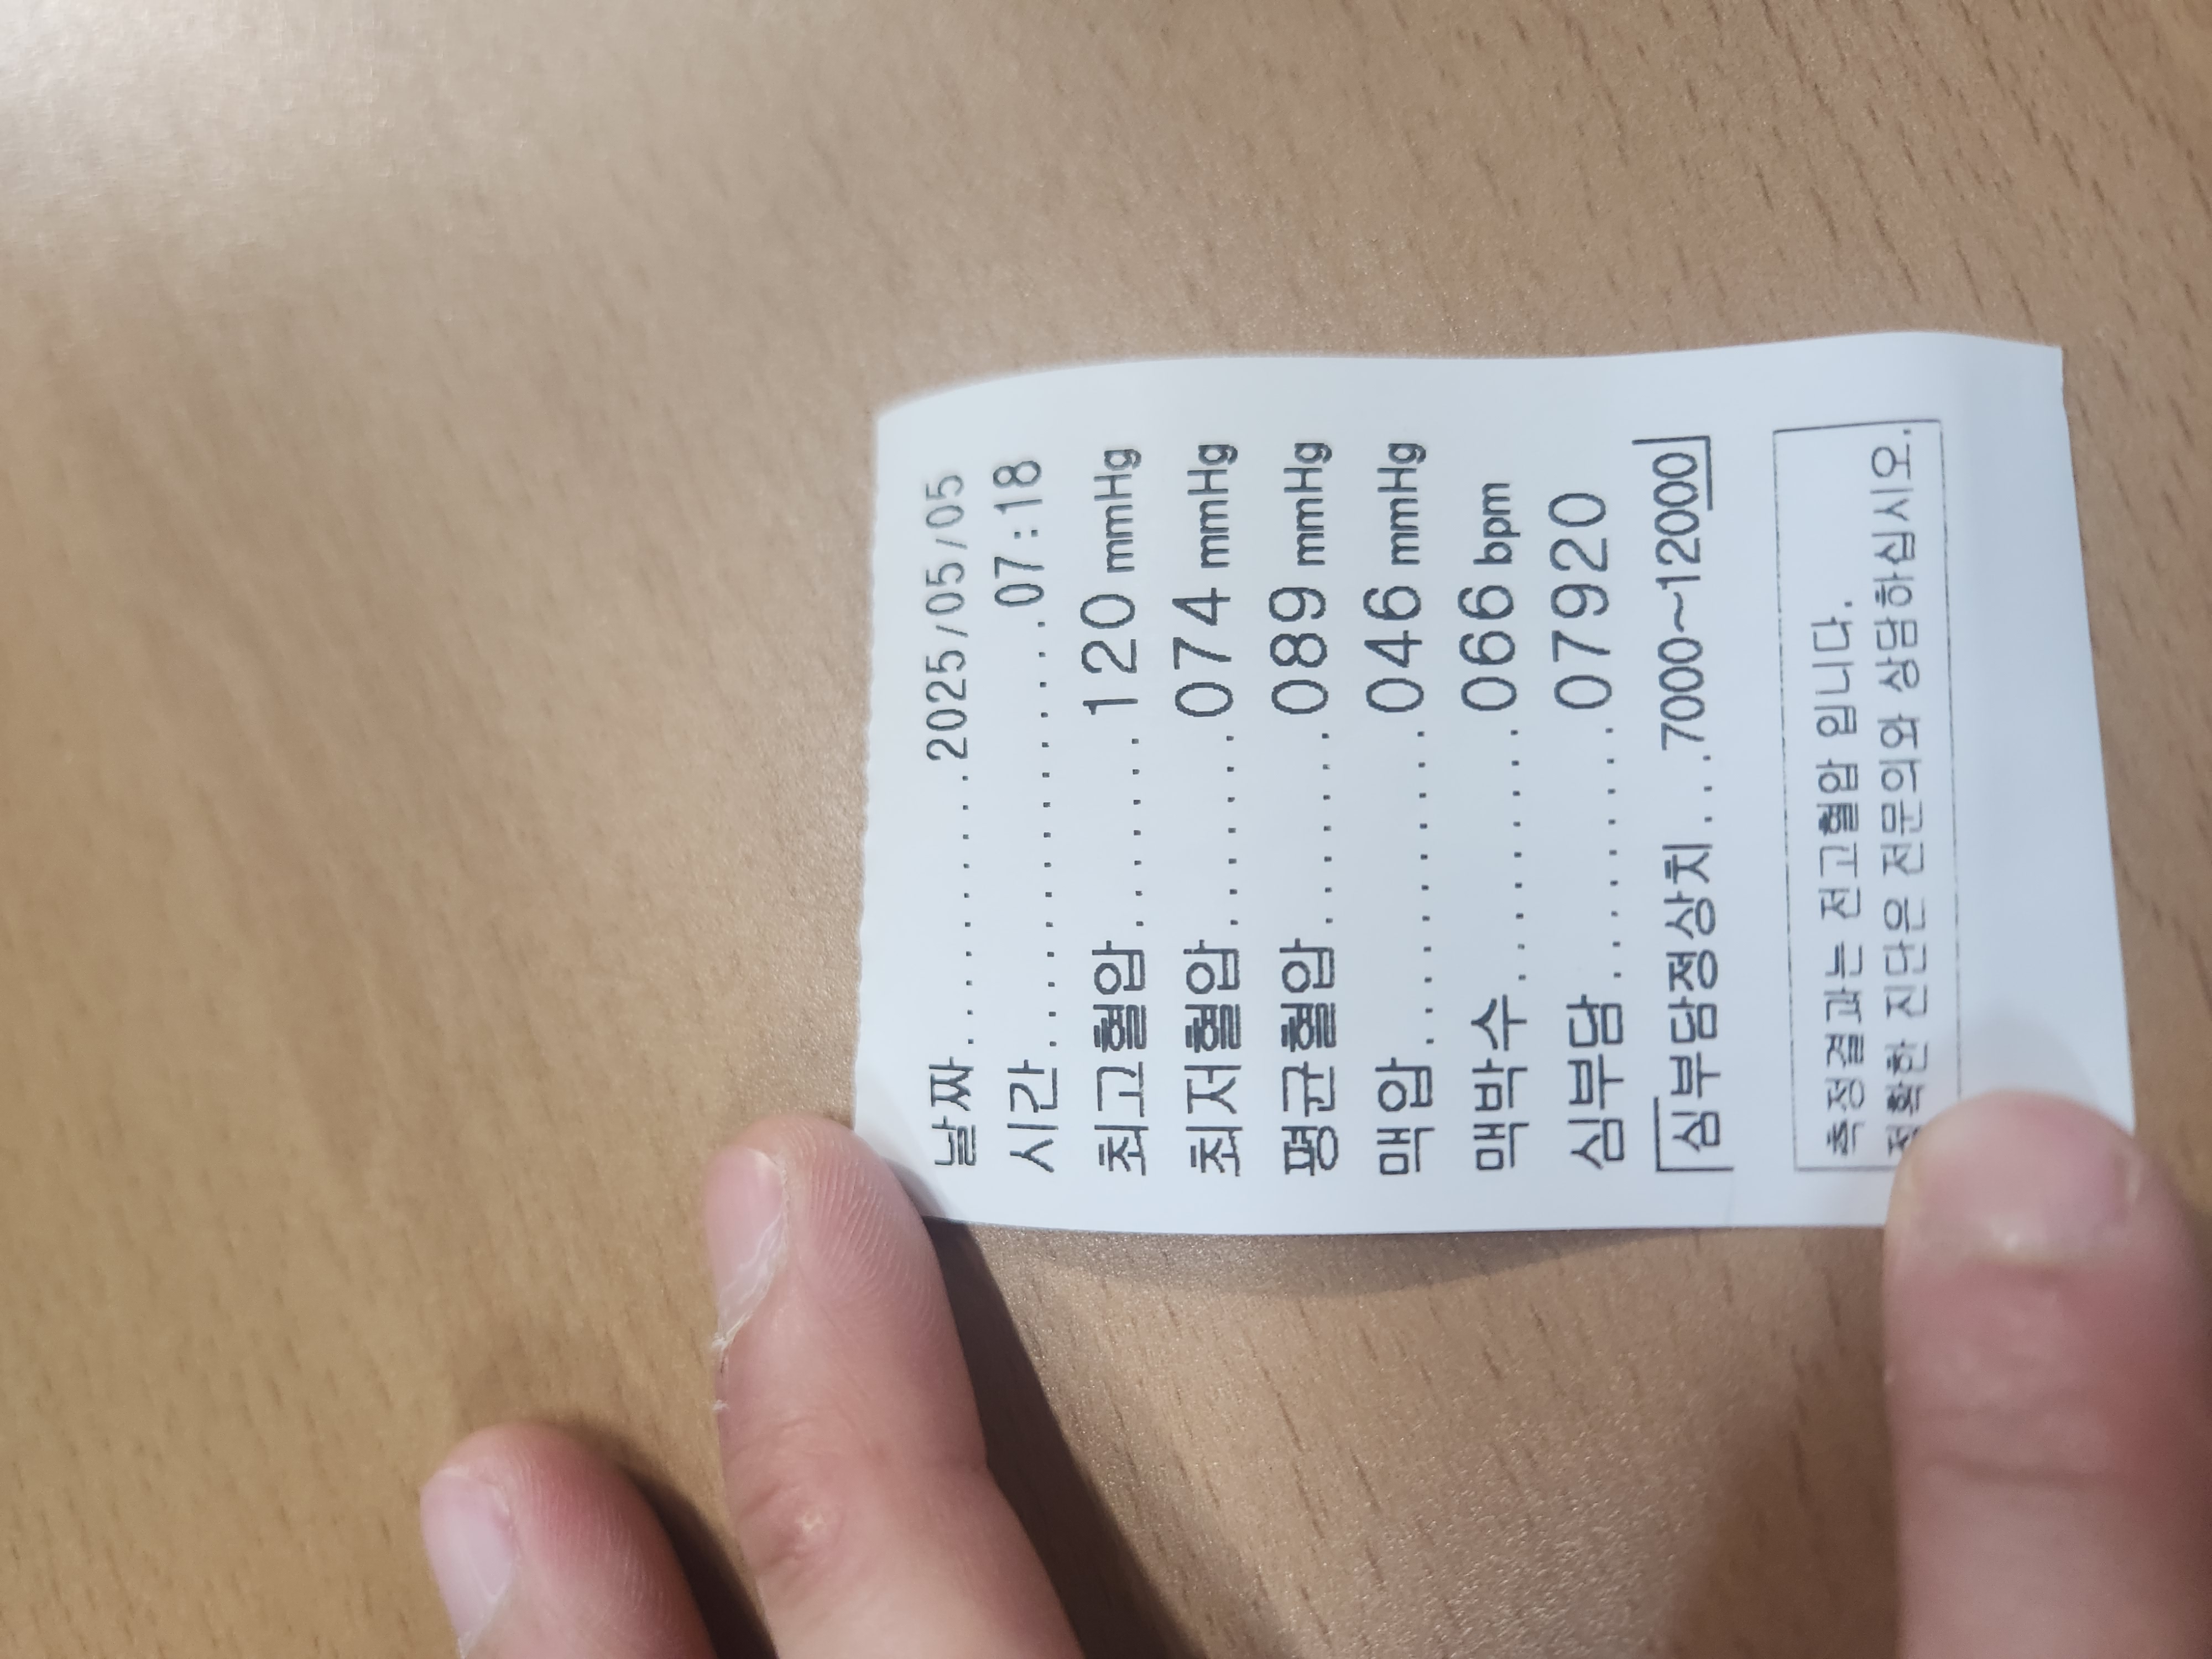 날짜............2025/05/05
시간...............07:18
최고혈압.......120 mmHg
최저혈압.......074 mmHg
평균혈압.......089 mmHg
맥압..........046 mmHg
맥박수........066 bpm
심부담........07920
심부담정상치...7000~12000
측정결과는 전고혈압 입니다.
정확한 진단은 전문의와 상담하십시오.